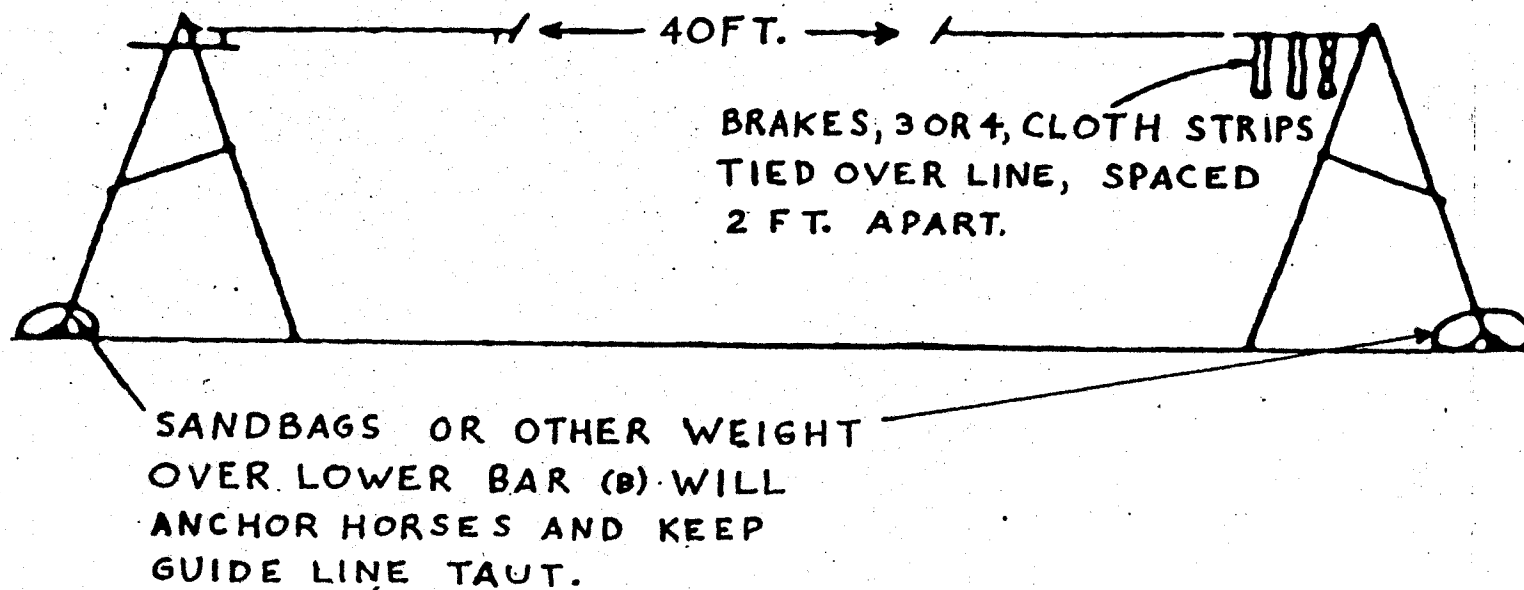 40FT.
BRAKES, 3 OR 4, CLOTH STRIPS
TIED OVER LINE, SPACED
2 FT. APART.
SANDBAGS OR OTHER WEIGHT
OVER LOWER BAR (B) WILL
ANCHOR HORSES AND KEEP
GUIDE LINE TAUT.